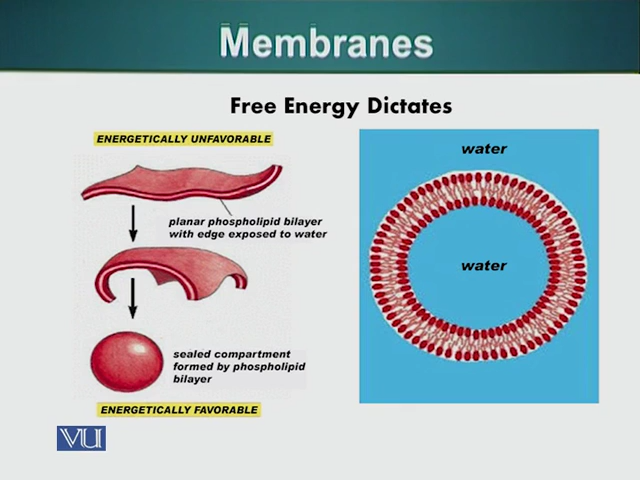 Membranes
Free Energy Dictates
ENERGETICALLY UNFAVORABLE
planar phospholipid bilayer
with edge exposed to water
sealed compartment
formed by phospholipid
bilayer
ENERGETICALLY FAVORABLE
water
water
VU